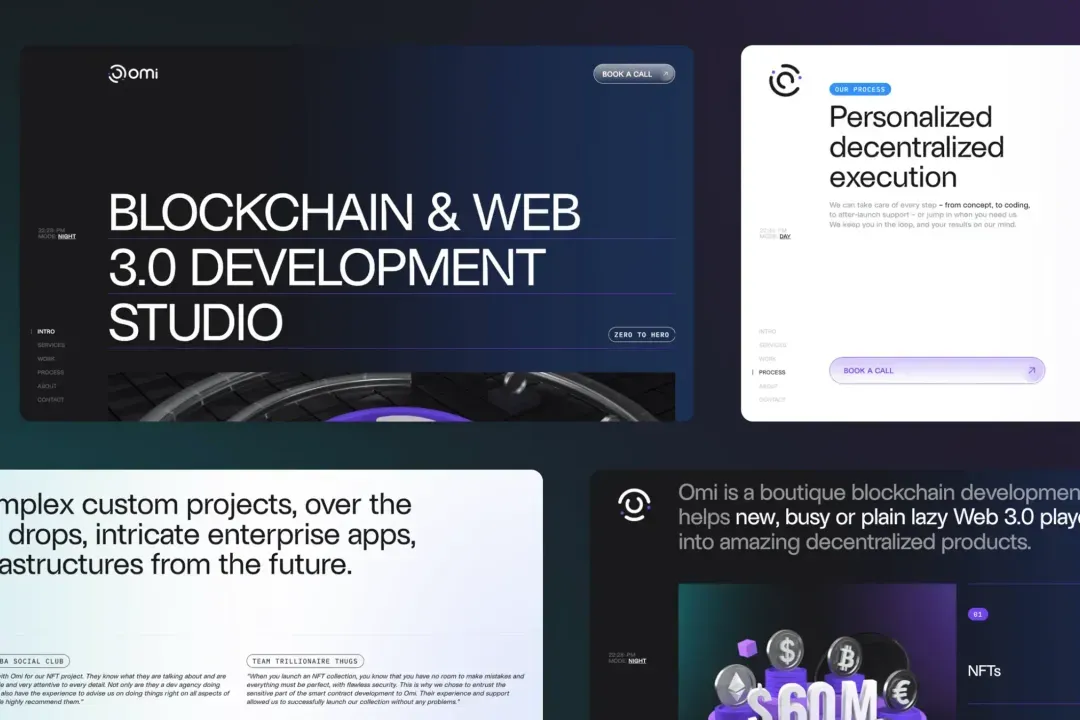 omi
BOOK A CALL
BLOCKCHAIN & WEB
3.0 DEVELOPMENT
STUDIO
ZERO TO HERO
22:29 PM
MODE: NIGHT
INTRO
SERVICES
WORK
PROCESS
ABOUT
CONTACT
OUR PROCESS
Personalized
decentralized
execution
We can take care of every step – from concept, to coding,
to after-launch support – or jump in when you need us.
We keep you in the loop, and your results on our mind.
MODE: DAY
INTRO
SERVICES
WORK
PROCESS
ABOUT
CONTACT
BOOK A CALL
mplex custom projects, over the
drops, intricate enterprise apps,
astructures from the future.
BA SOCIAL CLUB
ith Omi for our NFT project. They know what they are talking about and are
le and very attentive to every detail. Not only are they a dev agency doing
also have the experience to advise us on doing things right on all aspects of
highly recommend them."
TEAM TRILLIONAIRE THUGS
"When you launch an NFT collection, you know that you have no room to make mistakes and
everything must be perfect, with flawless security. This is why we chose to entrust the
sensitive part of the smart contract development to Omi. Their experience and support
allowed us to successfully launch our collection without any problems."
Omi is a boutique blockchain developmen
helps new, busy or plain lazy Web 3.0 playe
into amazing decentralized products.
22:29 PM
MODE: NIGHT
$60M
01
NFTs